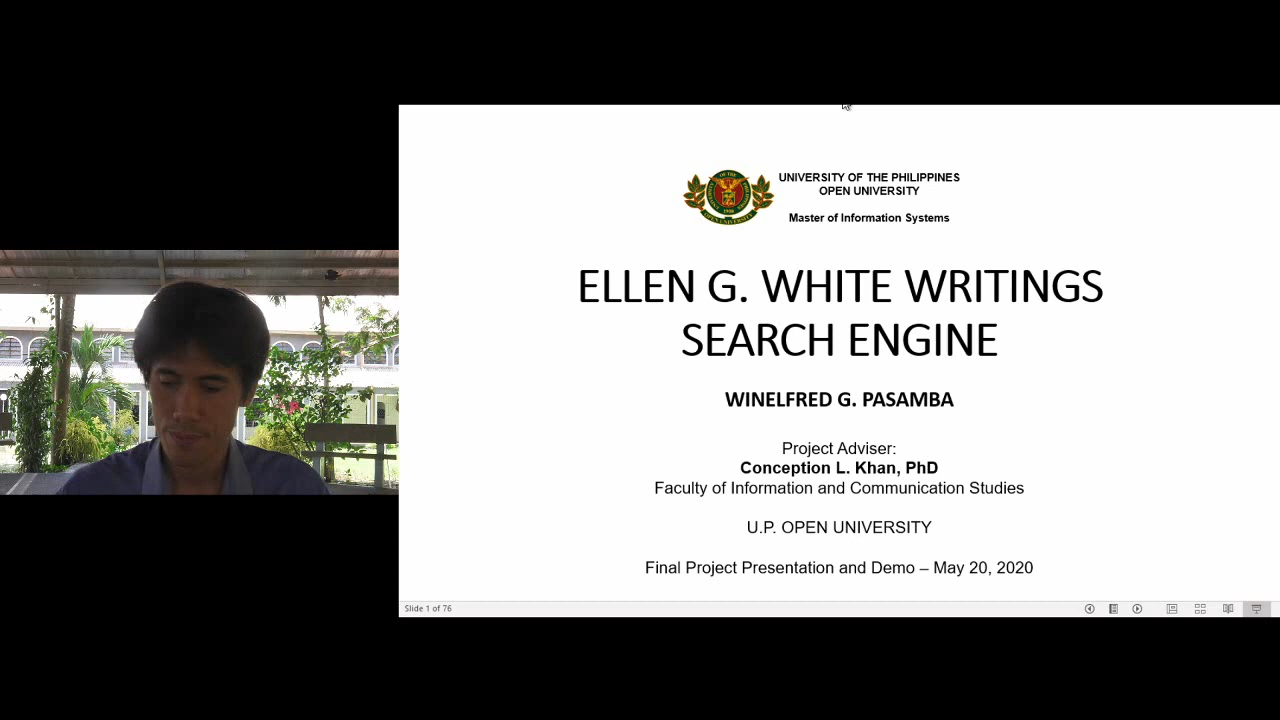 UNIVERSITY OF THE PHILIPPINES
OPEN UNIVERSITY
Master of Information Systems
ELLEN G. WHITE WRITINGS
SEARCH ENGINE
WINELFRED G. PASAMBA
Project Adviser:
Conception L. Khan, PhD
Faculty of Information and Communication Studies
U.P. OPEN UNIVERSITY
Final Project Presentation and Demo – May 20, 2020
Slide 1 of 76